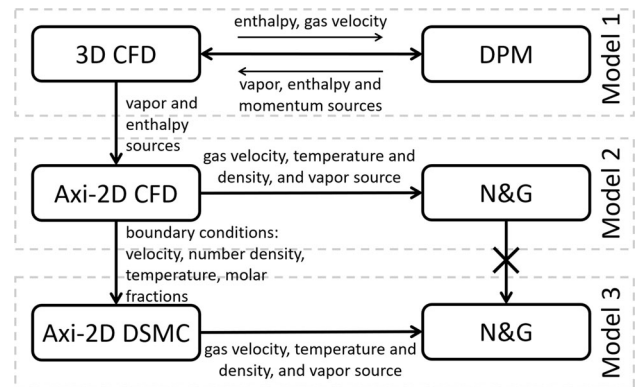 enthalpy, gas velocity
3D CFD
DPM
vapor, enthalpy and
momentum sources
Model 1
vapor and
enthalpy
sources
gas velocity, temperature and
density, and vapor source
Axi-2D CFD
N&G
Model 2
boundary conditions:
velocity, number density,
temperature, molar
fractions
Axi-2D DSMC
N&G
gas velocity, temperature and
density, and vapor source
Model 3